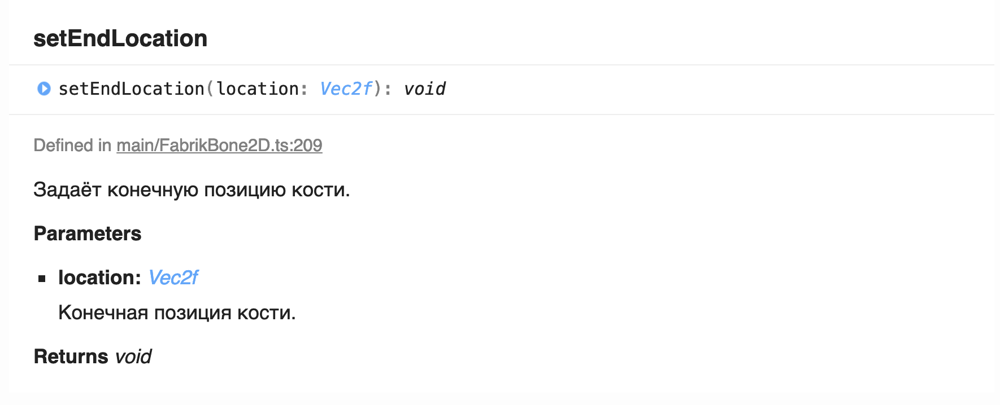 setEndLocation
setEndLocation(location: Vec2f): void
Defined in main/FabrikBone2D.ts:209
Задаёт конечную позицию кости.
Parameters
location: Vec2f
Конечная позиция кости.
Returns void